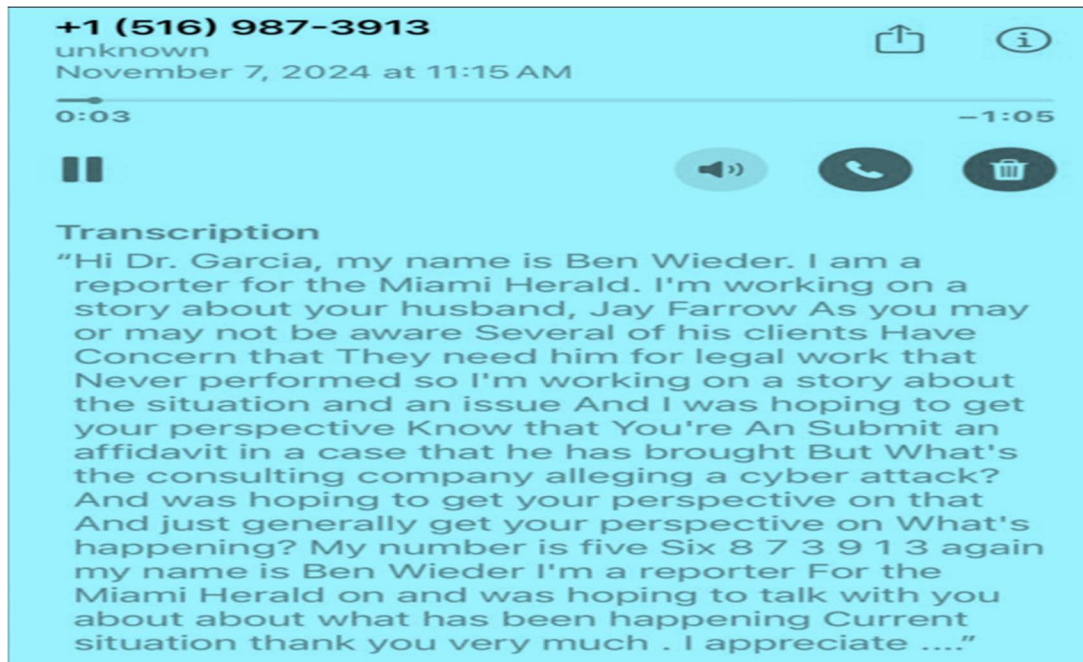 +1 (516) 987-3913
unknown
November 7, 2024 at 11:15 AM
0:03 −1:05
Transcription
“Hi Dr. Garcia, my name is Ben Wieder. I am a
reporter for the Miami Herald. I'm working on a
story about your husband, Jay Farrow As you may
or may not be aware Several of his clients Have
Concern that They need him for legal work that
Never performed so I'm working on a story about
the situation and an issue And I was hoping to get
your perspective Know that You're An Submit an
affidavit in a case that he has brought But What's
the consulting company alleging a cyber attack?
And was hoping to get your perspective on that
And just generally get your perspective on What's
happening? My number is five Six 8 7 3 9 1 3 again
my name is Ben Wieder I'm a reporter For the
Miami Herald on and was hoping to talk with you
about about what has been happening Current
situation thank you very much . I appreciate ....”